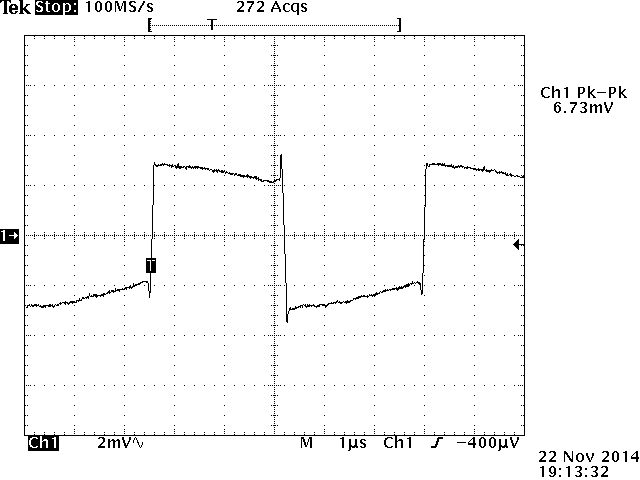 Tek Stop: 100MS/s 272 Acqs
T
Ch1 Pk-Pk
6.73mV
1
T
Ch1 2mV M 1µs Ch1 -400µV
22 Nov 2014
19:13:32